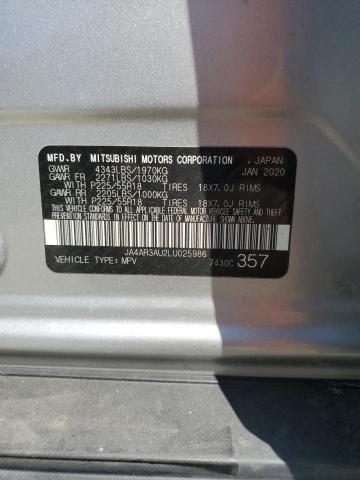 MFD.BY MITSUBISHI MOTORS CORPORATION , JAPAN
GVWR 4343LBS/1970KG JAN 2020
GAWR FR 2271LBS/1030KG
WITH P225/55R18 TIRES 18X7.0J RIMS
GAWR RR 2205LBS/1000KG
WITH P225/55R18 TIRES 18X7.0J RIMS
THIS VEHICLE CONFORMS TO ALL APPLICABLE FEDERAL
MOTOR VEHICLE SAFETY, BUMPER, AND THEFT PREVENTION
STANDARDS IN EFFECT ON THE DATE OF MANUFACTURE
SHOWN ABOVE.
JA4AR3AU2LU025986
VEHICLE TYPE: MPV 7430C 357